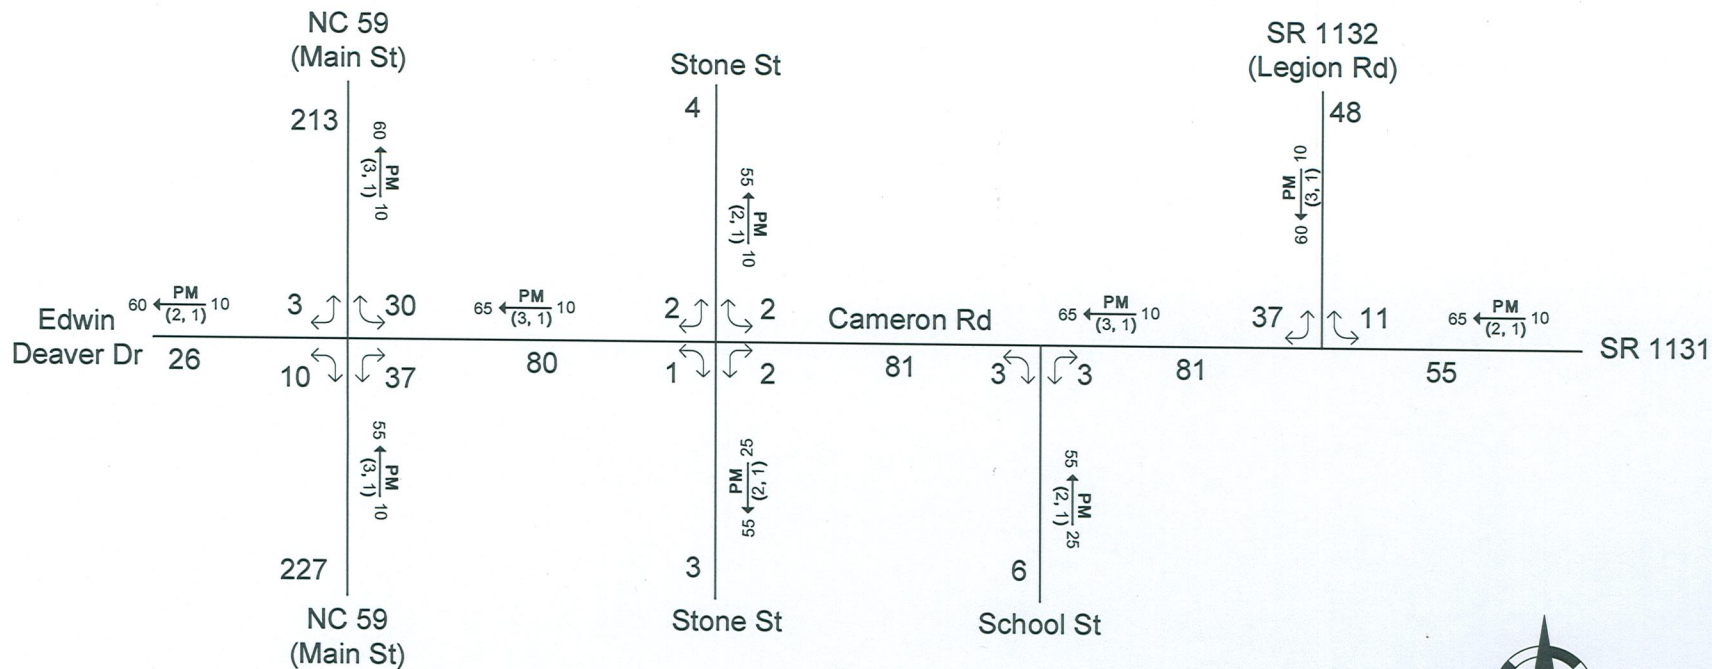 NC 59
(Main St)
SR 1132
(Legion Rd)
Stone St
213
4
48
60 PM 10
(3, 1)
55 PM 10
(2, 1)
10 PM 60
(3, 1)
60 PM 10
(2, 1)
3
30
65 PM 10
(3, 1)
2
2
Cameron Rd
65 PM 10
(3, 1)
37
11
65 PM 10
(2, 1)
Edwin
Deaver Dr
SR 1131
26
10
37
80
1
2
81
3
3
81
55
55 PM 10
(3, 1)
25 PM 55
(2, 1)
55 PM 25
(2, 1)
227
3
6
NC 59
(Main St)
Stone St
School St